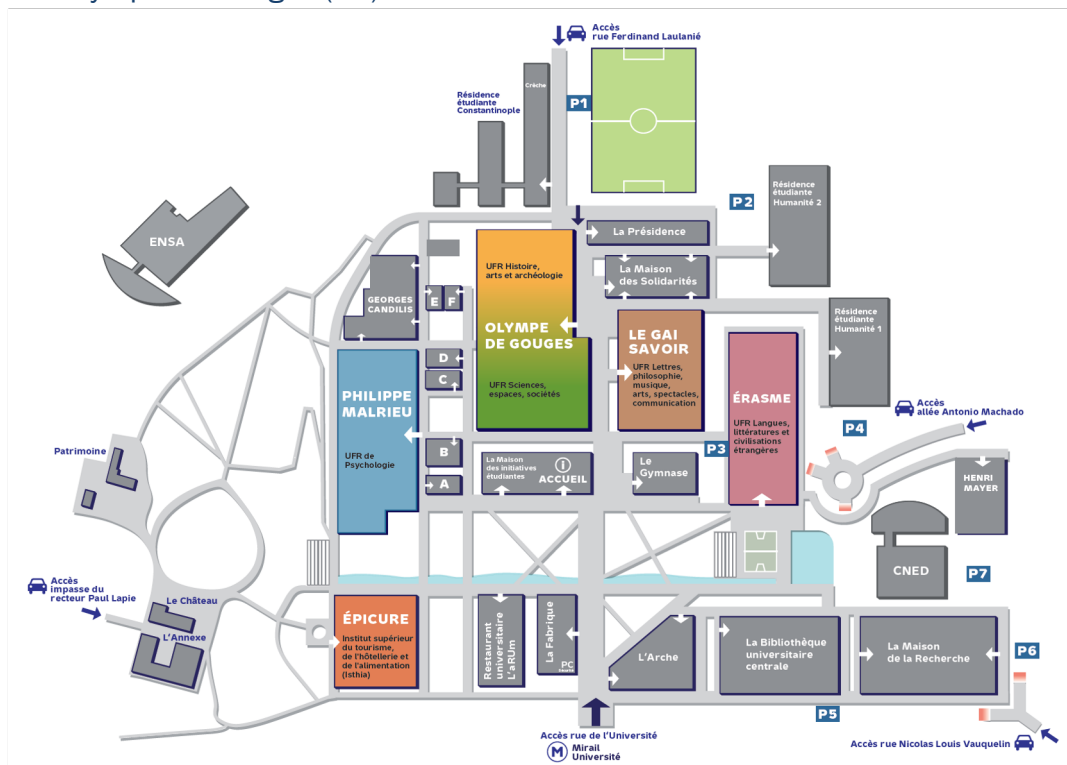 Accès
rue Ferdinand Laulanié
Crèche
Résidence
étudiante
Constantinople
P1
P2
Résidence
étudiante
Humanité 2
ENSA
La Présidence
UFR Histoire,
arts et archéologie
La Maison
des Solidarités
GEORGES
CANDILIS
E
F
OLYMPE
DE GOUGES
LE GAI
SAVOIR
Résidence
étudiante
Humanité 1
D
C
UFR Sciences,
espaces, sociétés
UFR Lettres,
philosophie,
musique,
arts, spectacles,
communication
PHILIPPE
MALRIEU
ÉRASME
UFR Langues,
littératures et
civilisations
étrangères
Accès
allée Antonio Machado
P4
UFR de
Psychologie
B
A
La Maison
des initiatives
étudiantes
i
ACCUEIL
Le
Gymnase
P3
Patrimoine
HENRI
MAYER
CNED
P7
Accès
impasse du
recteur Paul Lapie
Le Château
L'Annexe
ÉPICURE
Institut supérieur
du tourisme,
de l'hôtellerie et
de l'alimentation
(Isthia)
Restaurant
universitaire
L'aRUm
La Fabrique
PC
L'Arche
La Bibliothèque
universitaire
centrale
La Maison
de la Recherche
P6
P5
Accès rue de l'Université
M
Mirail
Université
Accès rue Nicolas Louis Vauquelin